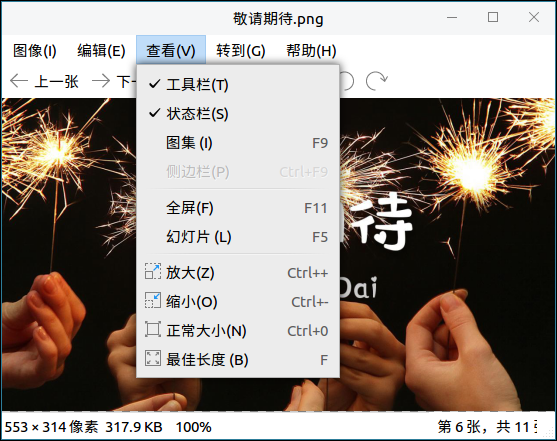 敬请期待.png
图像(I) 编辑(E) 查看(V) 转到(G) 帮助(H)
上一张 下一
工具栏(T)
状态栏(S)
图集 (I) F9
侧边栏(P) Ctrl+F9
全屏(F) F11
幻灯片 (L) F5
放大(Z) Ctrl++
缩小(O) Ctrl+-
正常大小(N) Ctrl+0
最佳长度 (B) F
待
Dai
553 × 314 像素 317.9 KB 100%
第 6 张，共 11